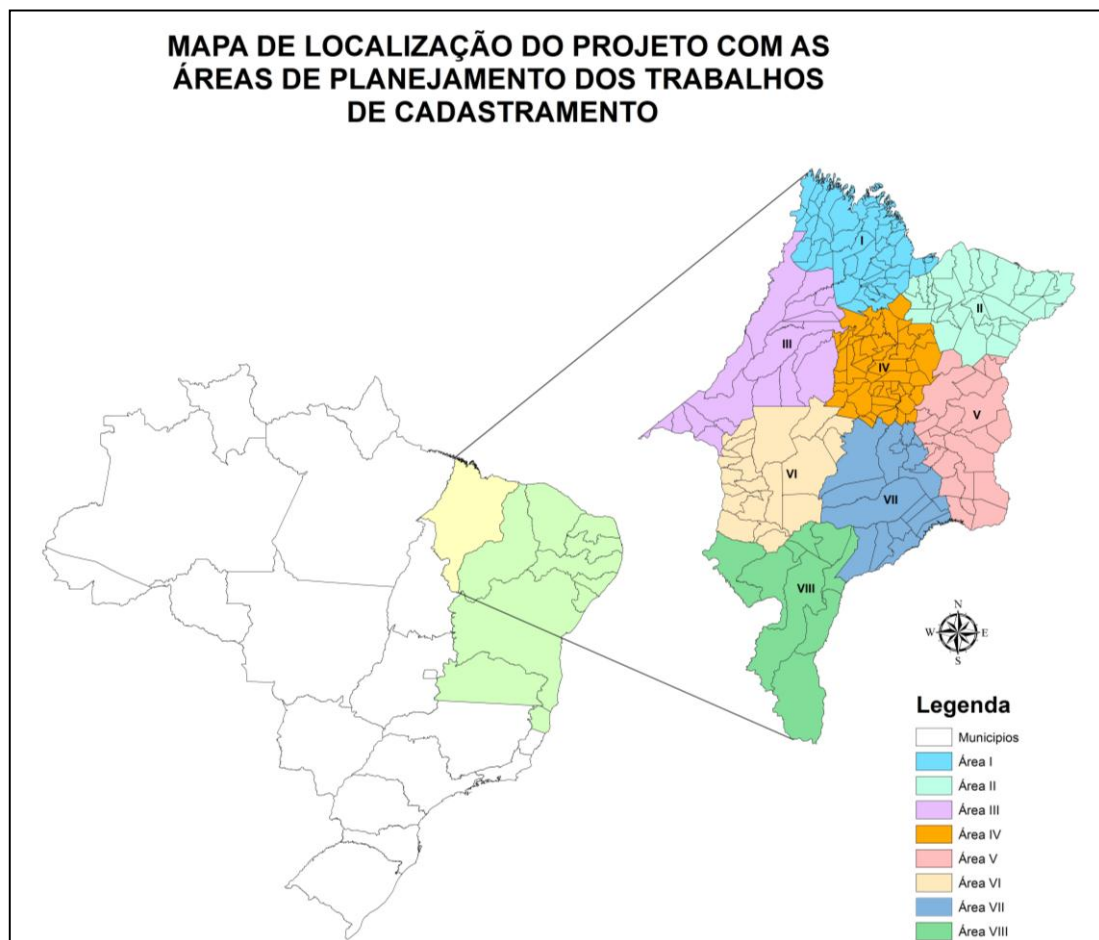 MAPA DE LOCALIZAÇÃO DO PROJETO COM AS
ÁREAS DE PLANEJAMENTO DOS TRABALHOS
DE CADASTRAMENTO
I
II
III
IV
V
VI
VII
VIII
N
W E
S
Legenda
Municipios
Área I
Área II
Área III
Área IV
Área V
Área VI
Área VII
Área VIII